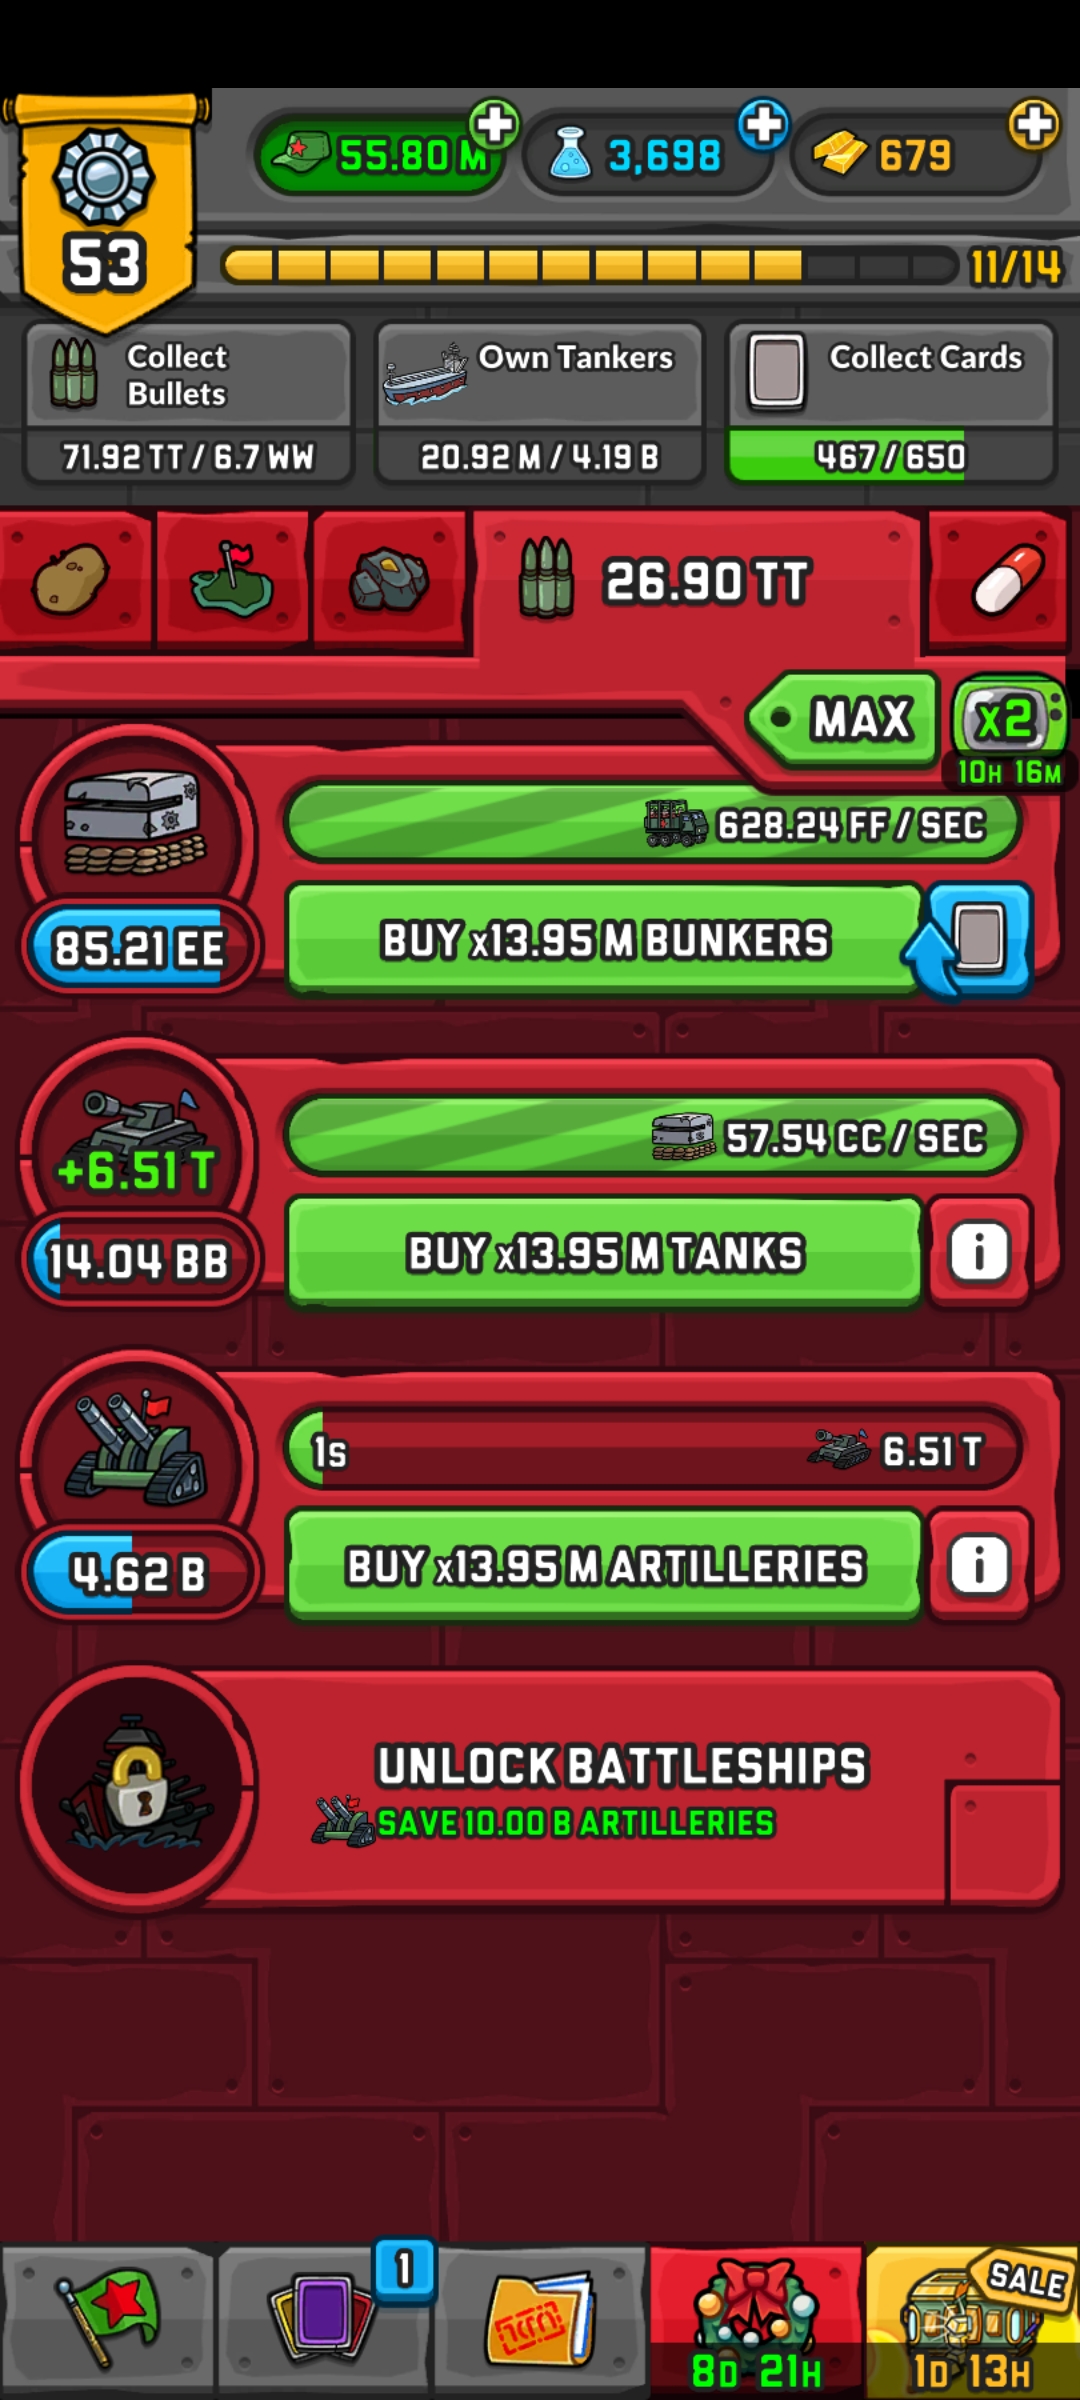 55.80 M
3,698
679
53
11/14
Collect
Bullets
71.92 TT / 6.7 WW
Own Tankers
20.92 M / 4.19 B
Collect Cards
467 / 650
26.90 TT
MAX
x2
10H 16M
628.24 FF / SEC
85.21 EE
BUY x13.95 M BUNKERS
+6.51 T
57.54 CC / SEC
14.04 BB
BUY x13.95 M TANKS
i
1s
6.51 T
4.62 B
BUY x13.95 M ARTILLERIES
i
UNLOCK BATTLESHIPS
SAVE 10.00 B ARTILLERIES
1
8D 21H
SALE
1D 13H